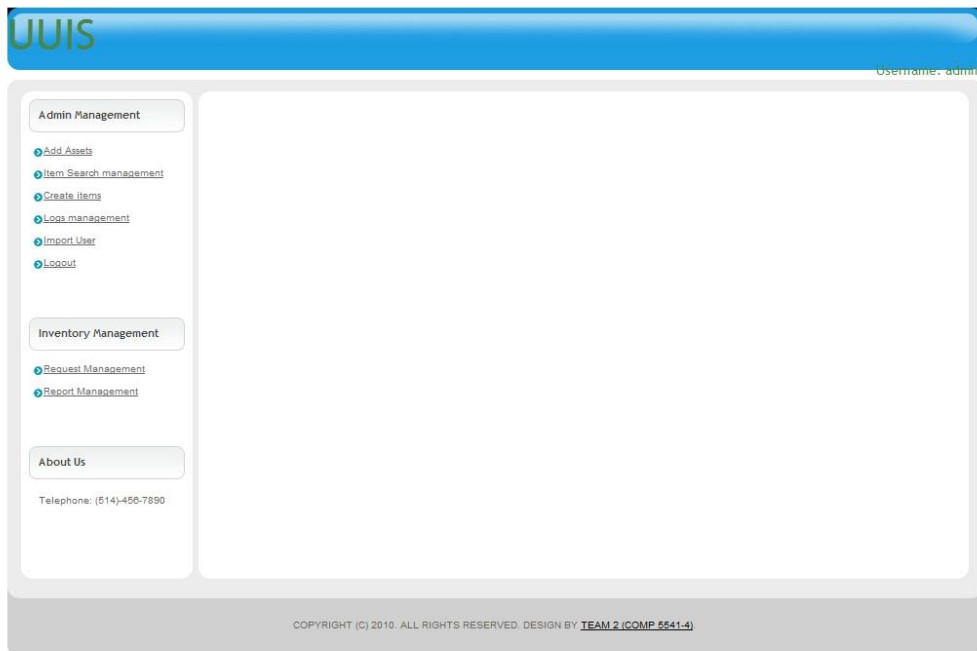 UUIS
Username: admin
Admin Management
Add Assets
Item Search management
Create items
Logs management
Import User
Logout
Inventory Management
Request Management
Report Management
About Us
Telephone: (514)-456-7890
COPYRIGHT (C) 2010. ALL RIGHTS RESERVED. DESIGN BY TEAM 2 (COMP 5541-4)